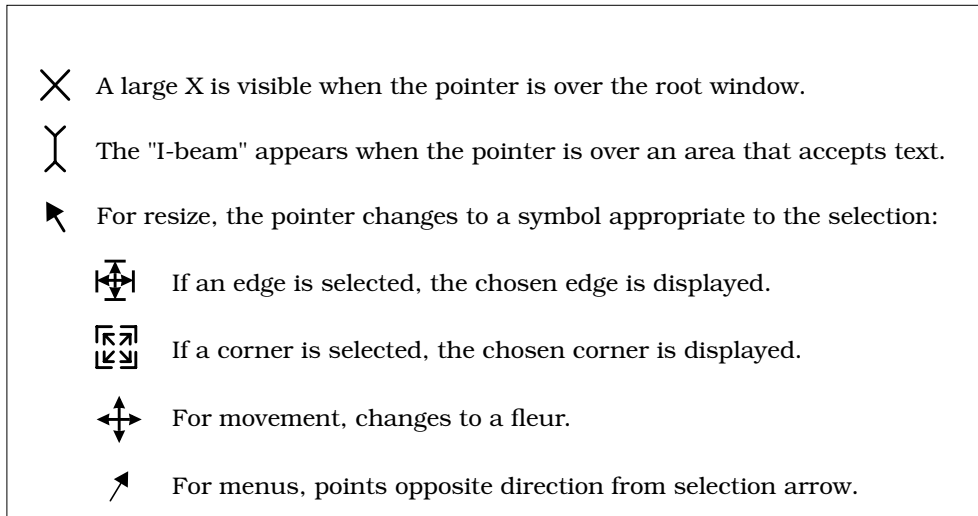 A large X is visible when the pointer is over the root window.
The "I-beam" appears when the pointer is over an area that accepts text.
For resize, the pointer changes to a symbol appropriate to the selection:
If an edge is selected, the chosen edge is displayed.
If a corner is selected, the chosen corner is displayed.
For movement, changes to a fleur.
For menus, points opposite direction from selection arrow.